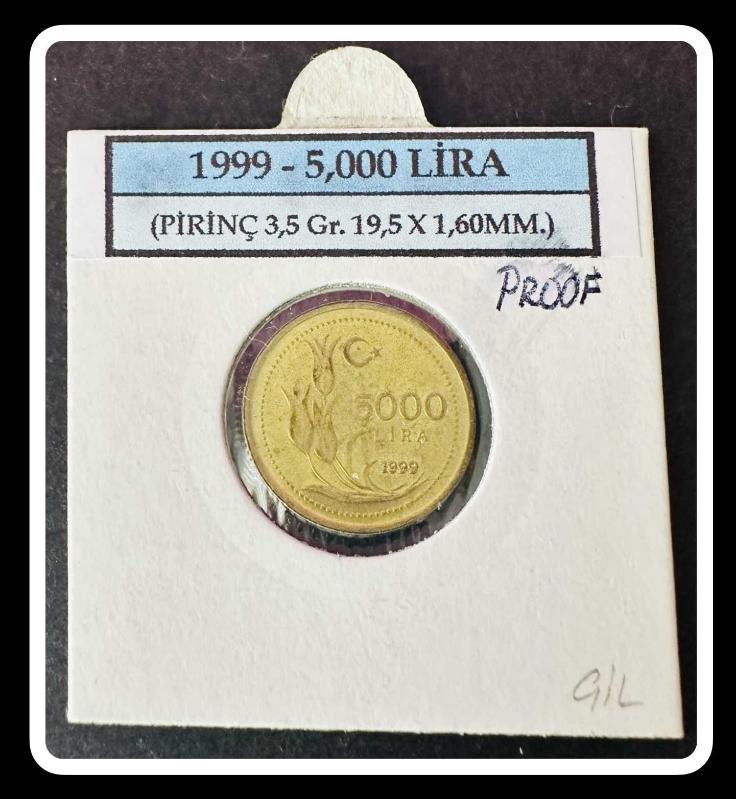 1999 - 5,000 LİRA
(PİRİNÇ 3,5 Gr. 19,5 X 1,60MM.)
PROOF
5000
LİRA
1999
GİL